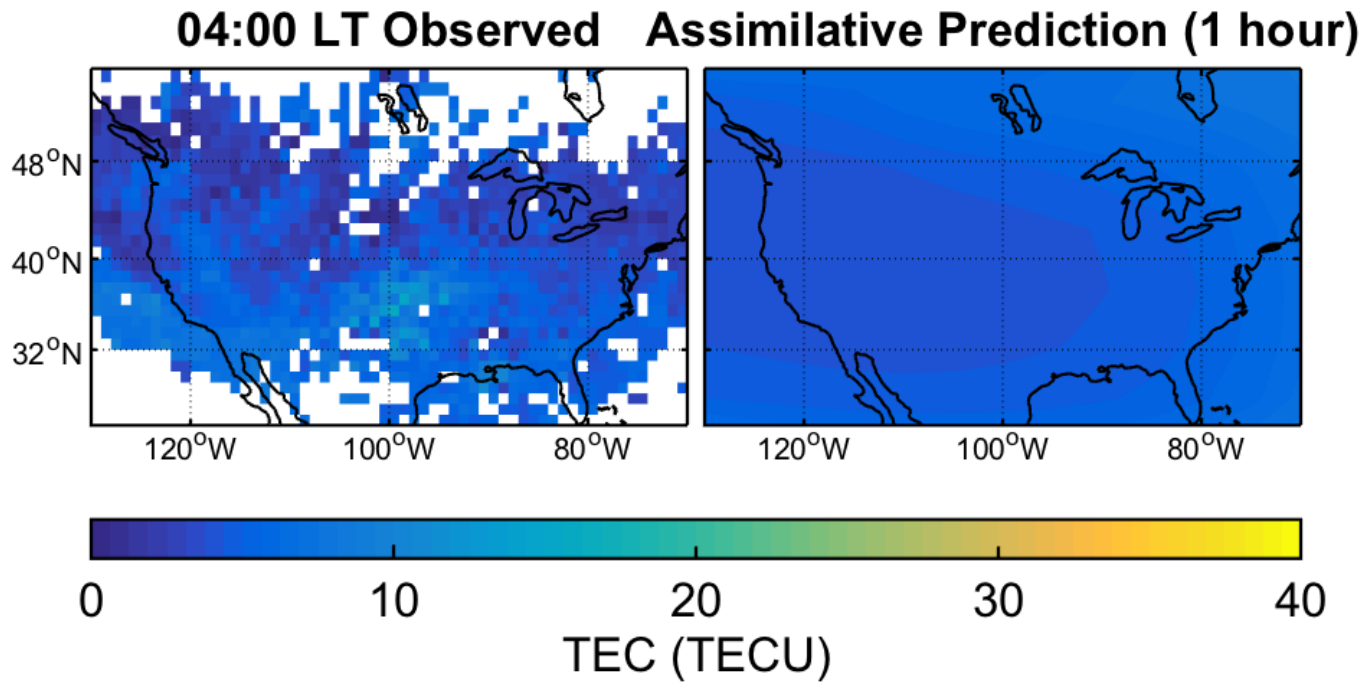 04:00 LT Observed
Assimilative Prediction (1 hour)
48°N
40°N
32°N
120°W 100°W 80°W
120°W 100°W 80°W
0 10 20 30 40
TEC (TECU)